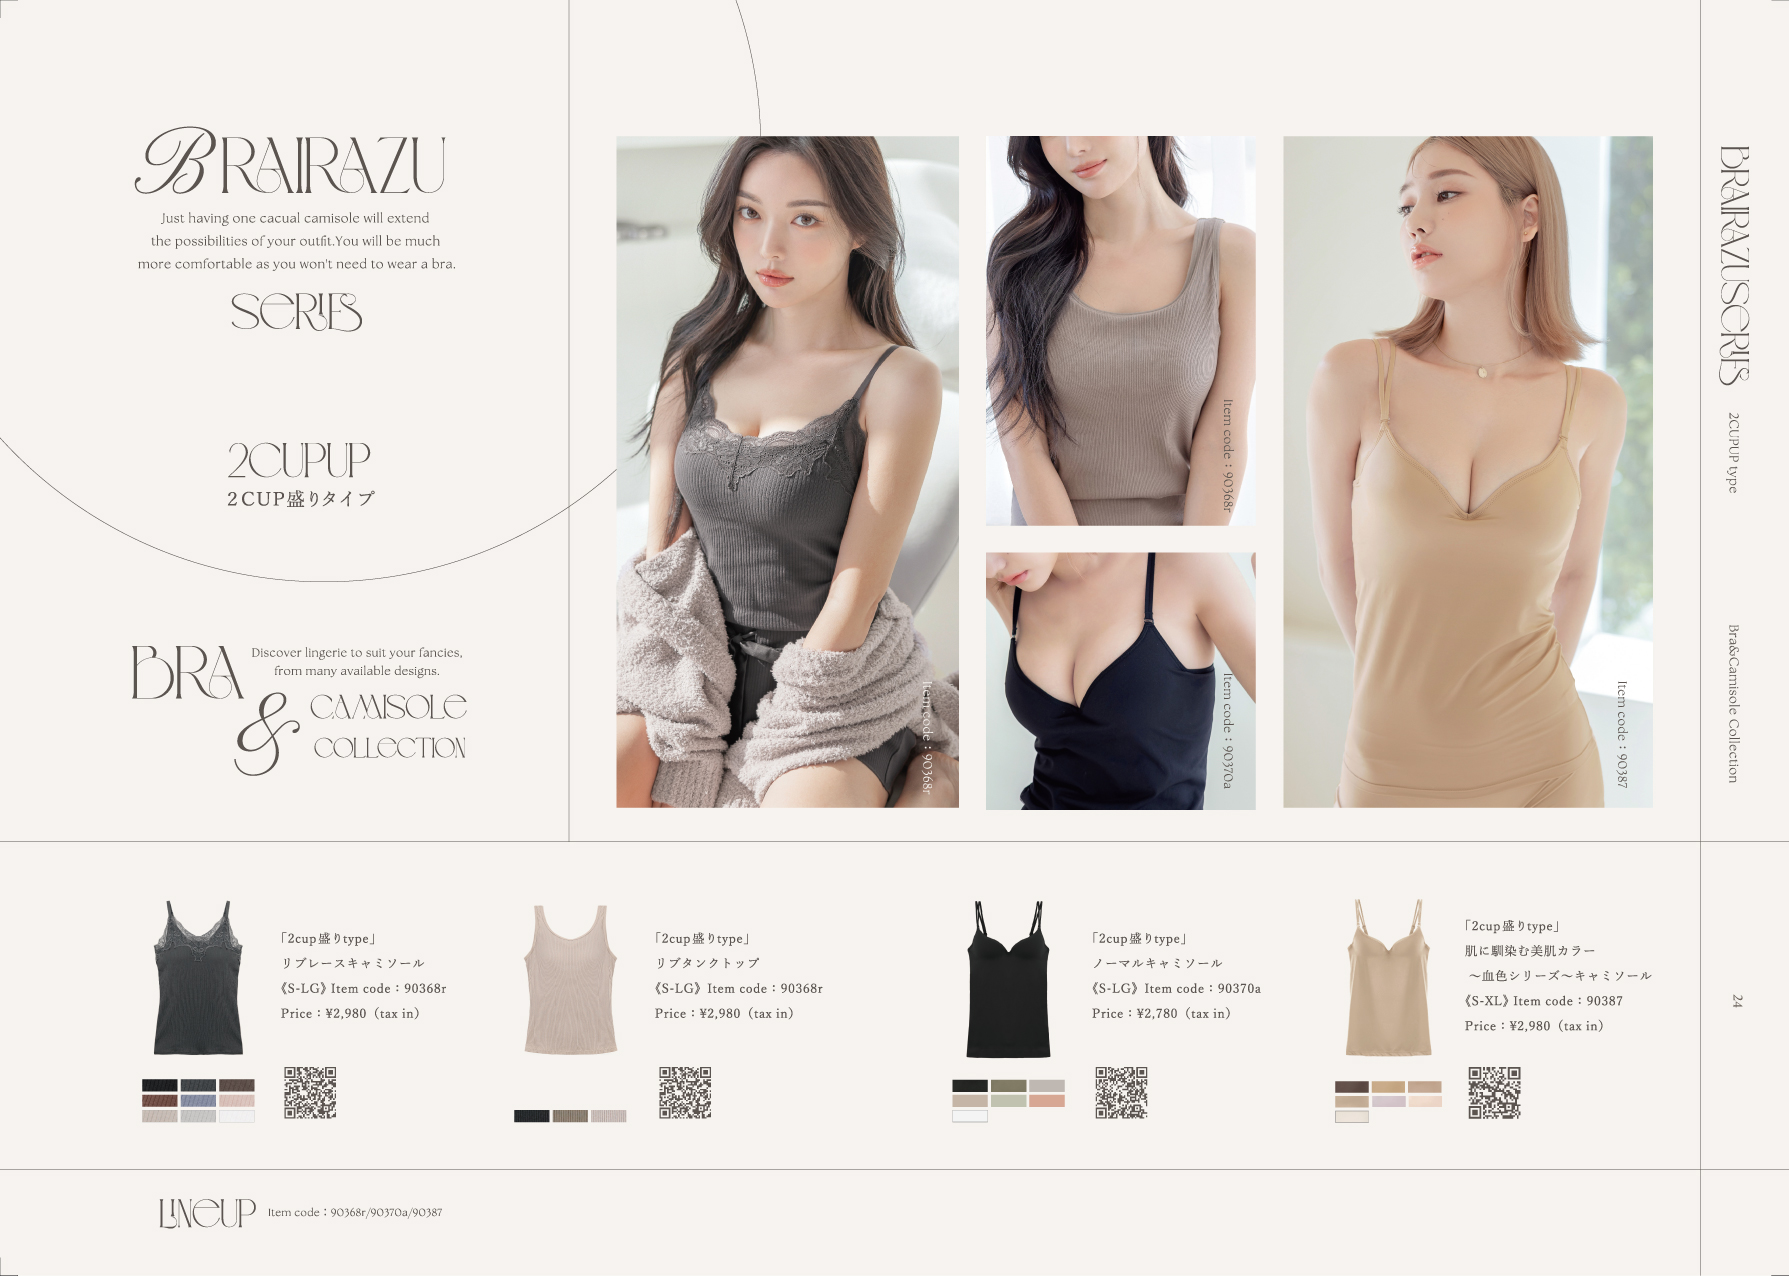 BRAIRAZU
Just having one cacual camisole will extend
the possibilities of your outfit.You will be much
more comfortable as you won't need to wear a bra.
SERIES
2CUPUP
2CUP盛りタイプ
BRA
Discover lingerie to suit your fancies,
from many available designs.
& CAMISOLE
COLLECTION
Item code：90368r
Item code：90368r
Item code：90370a
Item code：90387
BRAIRAZUSERIES
2CUPUP type
Bra&Camisole Collection
「2cup盛りtype」
リブレースキャミソール
《S-LG》Item code：90368r
Price：¥2,980（tax in）
「2cup盛りtype」
リブタンクトップ
《S-LG》Item code：90368r
Price：¥2,980（tax in）
「2cup盛りtype」
ノーマルキャミソール
《S-LG》Item code：90370a
Price：¥2,780（tax in）
「2cup盛りtype」
肌に馴染む美肌カラー
～血色シリーズ～キャミソール
《S-XL》Item code：90387
Price：¥2,980（tax in）
24
LINEUP Item code：90368r/90370a/90387